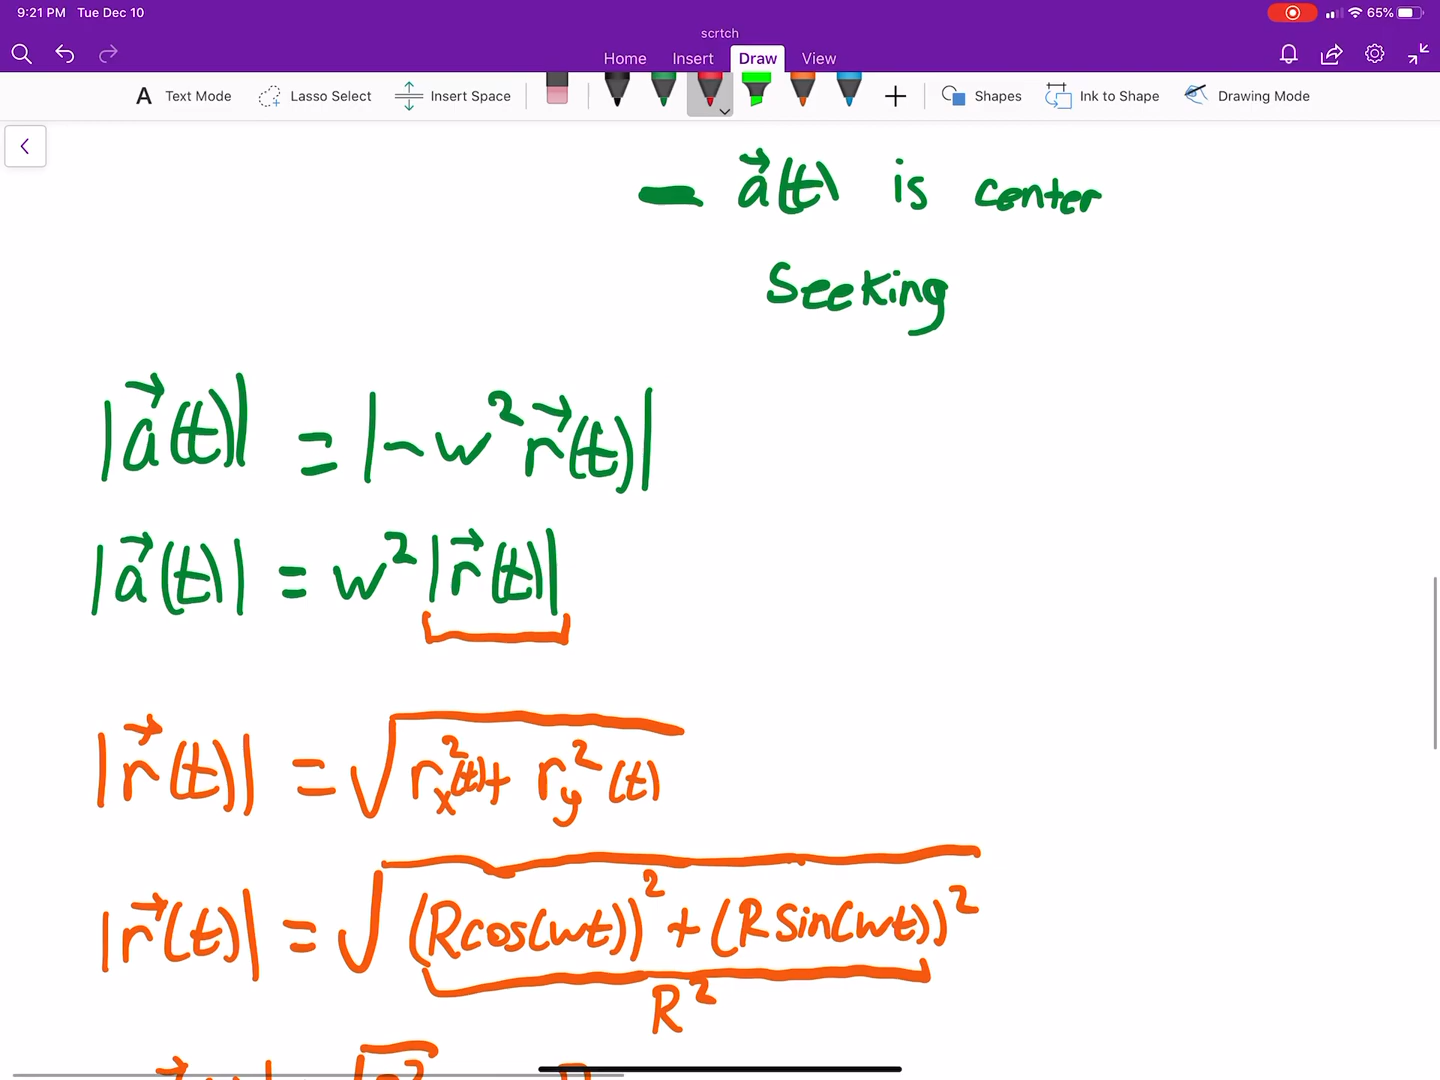 9:21 PM Tue Dec 10 65%
scrtch
Home Insert Draw View
A Text Mode Lasso Select Insert Space Shapes Ink to Shape Drawing Mode
- a⃗(t) is center
Seeking
|a⃗(t)| = |-w²r⃗(t)|
|a⃗(t)| = w²|r⃗(t)|
|r⃗(t)| = √(rₓ²(t) + r_y²(t))
|r⃗(t)| = √((Rcos(wt))² + (RSin(wt))²)
R²